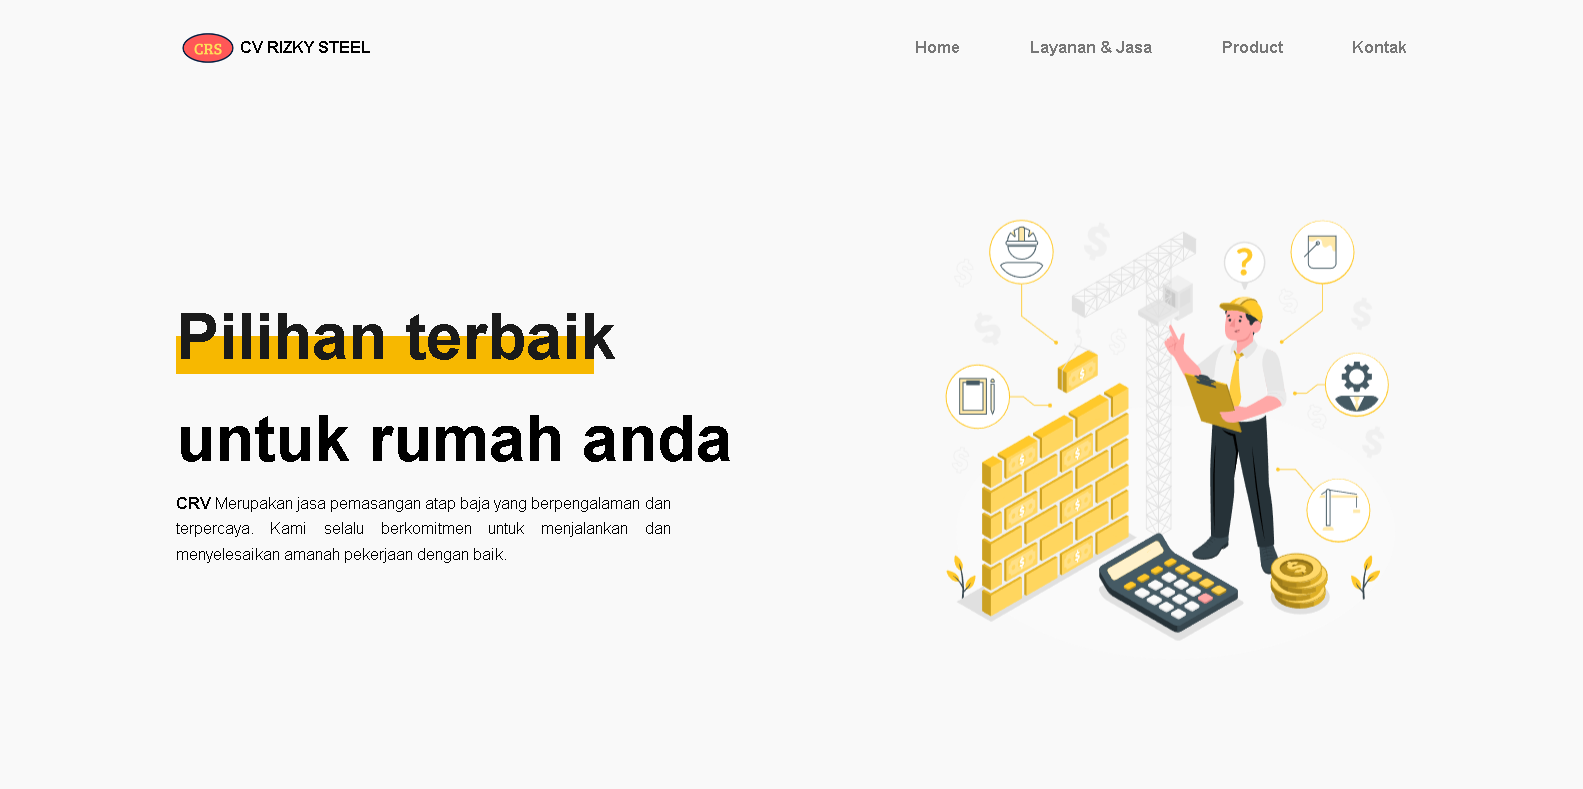 CRS CV RIZKY STEEL
Home Layanan & Jasa Product Kontak
Pilihan terbaik
untuk rumah anda
CRV Merupakan jasa pemasangan atap baja yang berpengalaman dan
terpercaya. Kami selalu berkomitmen untuk menjalankan dan
menyelesaikan amanah pekerjaan dengan baik.